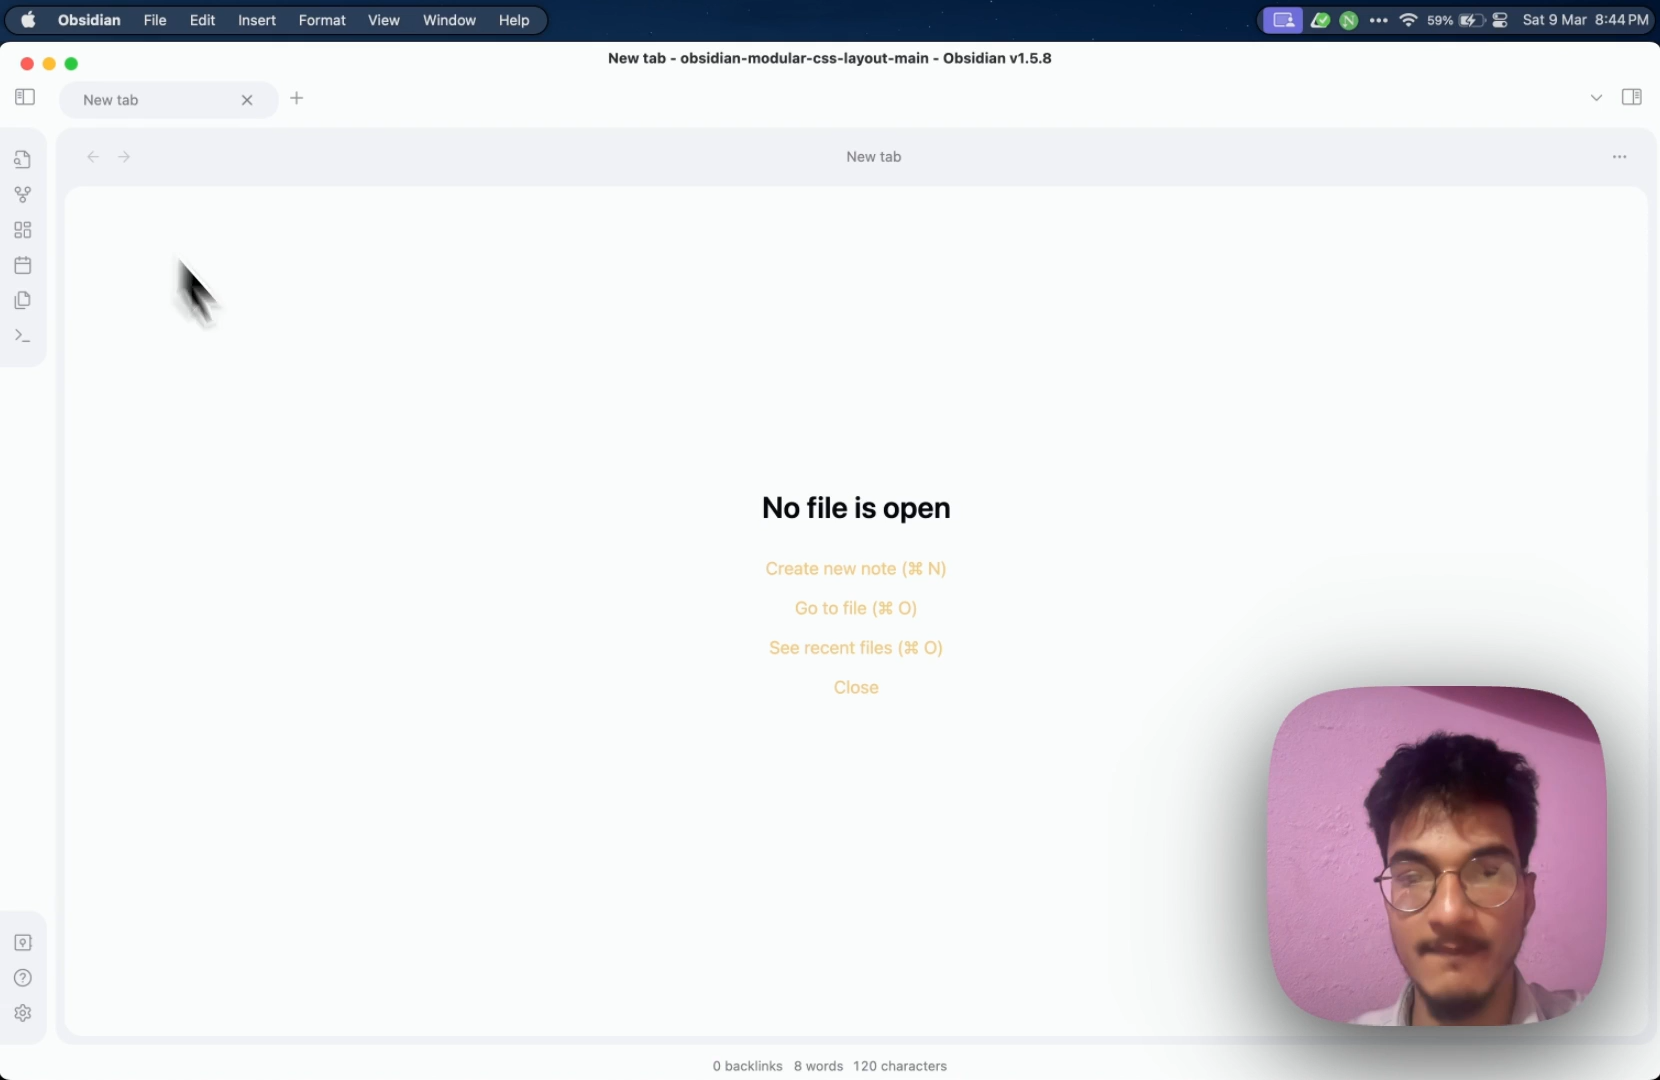 Obsidian File Edit Insert Format View Window Help 59% Sat 9 Mar 8:44 PM
New tab - obsidian-modular-css-layout-main - Obsidian v1.5.8
New tab
New tab
No file is open
Create new note (⌘ N)
Go to file (⌘ O)
See recent files (⌘ O)
Close
0 backlinks 8 words 120 characters